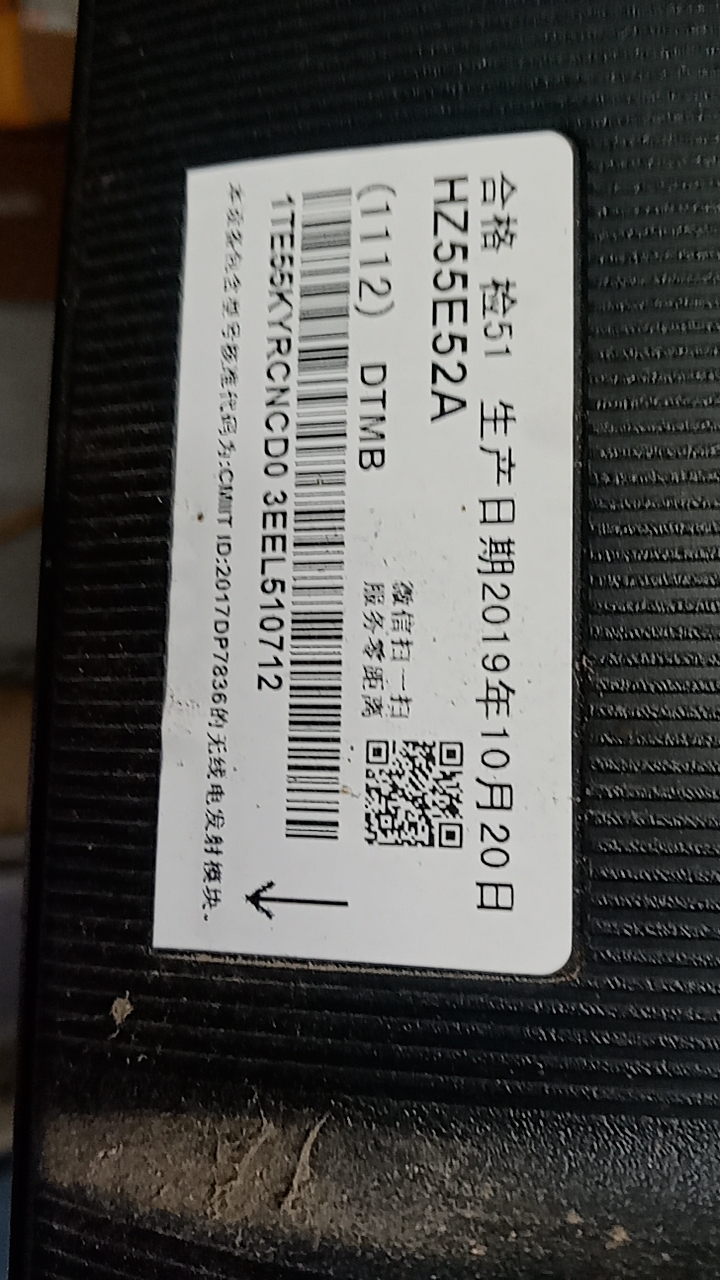 合格 检51 生产日期2019年10月20日
HZ55E52A
(1112) DTMB
微信扫一扫
服务零距离
1TE55KYRCNCD0 3EEL510712
本设备包含型号核准代码为:CMIIT ID:2017DP7836的无线电发射模块。